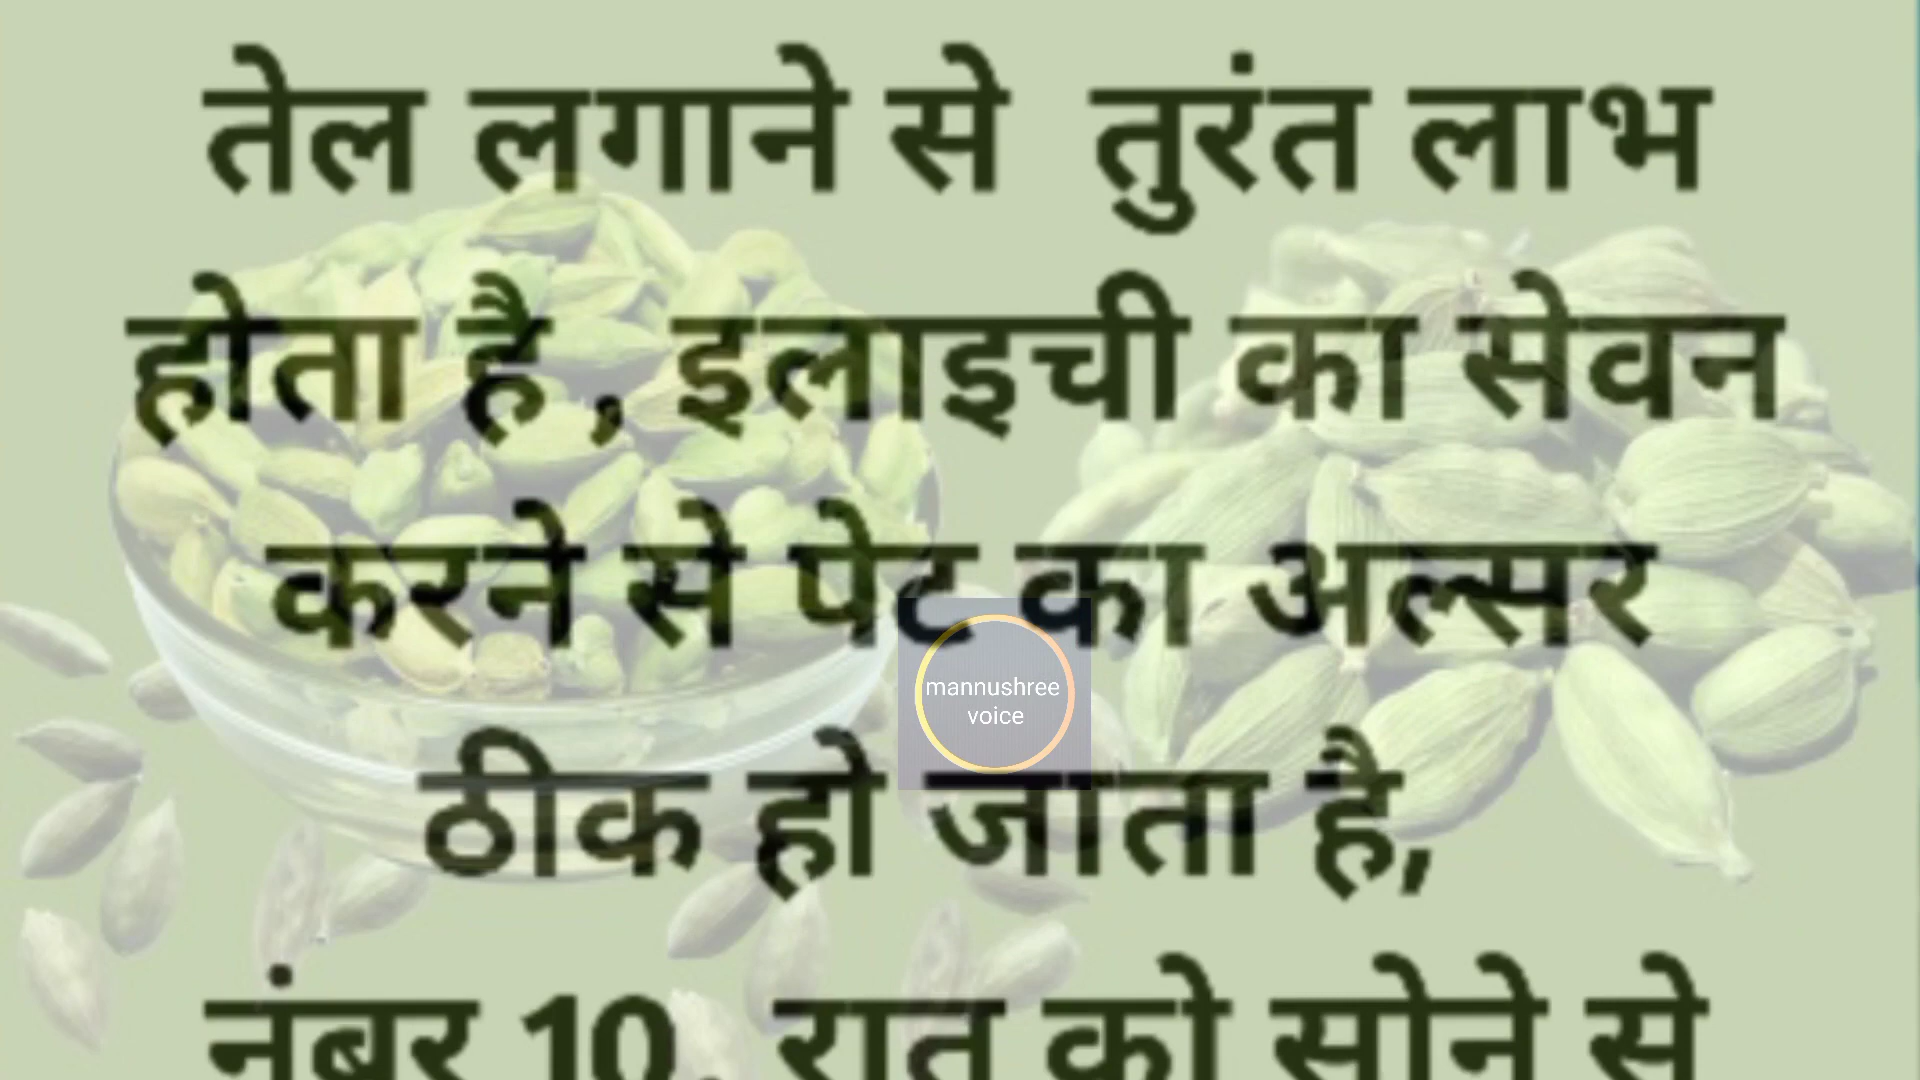 तेल लगाने से तुरंत लाभ
होता है , इलाइची का सेवन
करने से पेट का अल्सर
mannushree
voice
ठीक हो जाता है,
नंबर 10. रात को सोने से